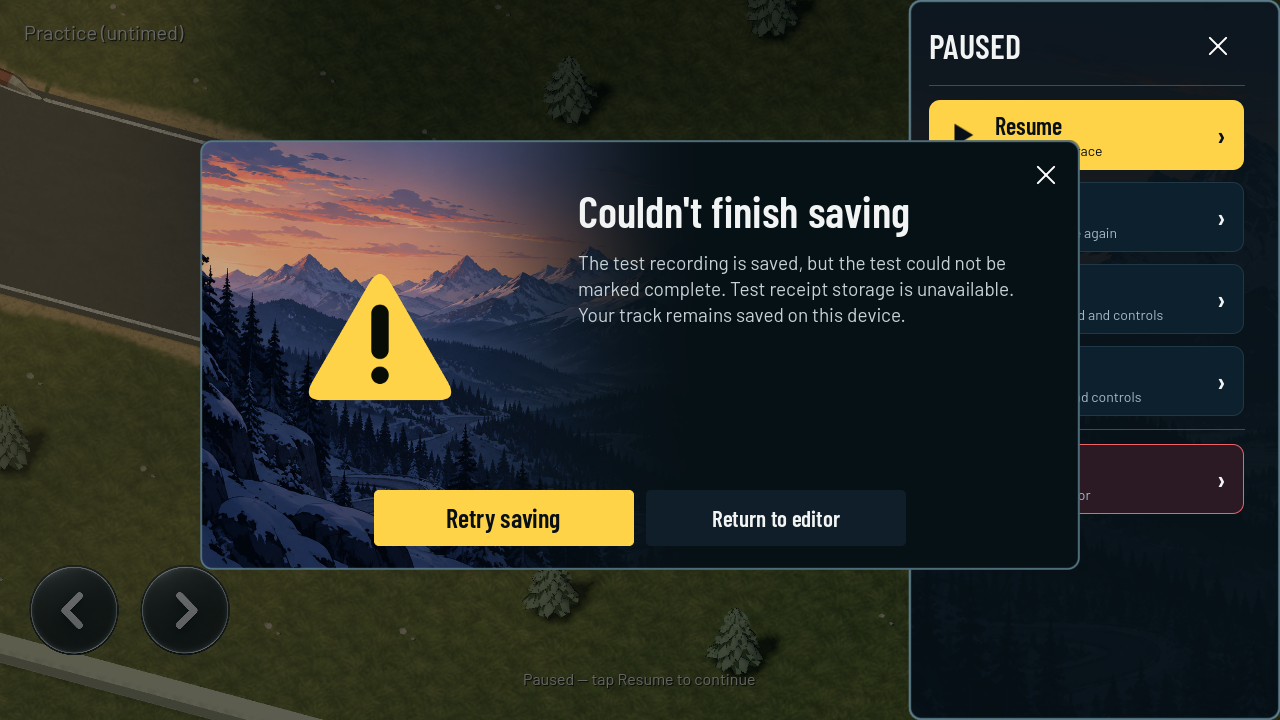 Practice (untimed)
PAUSED
Resume
Couldn't finish saving
again
The test recording is saved, but the test could not be
marked complete. Test receipt storage is unavailable.
Your track remains saved on this device.
and controls
controls
Retry saving
Return to editor
Paused — tap Resume to continue